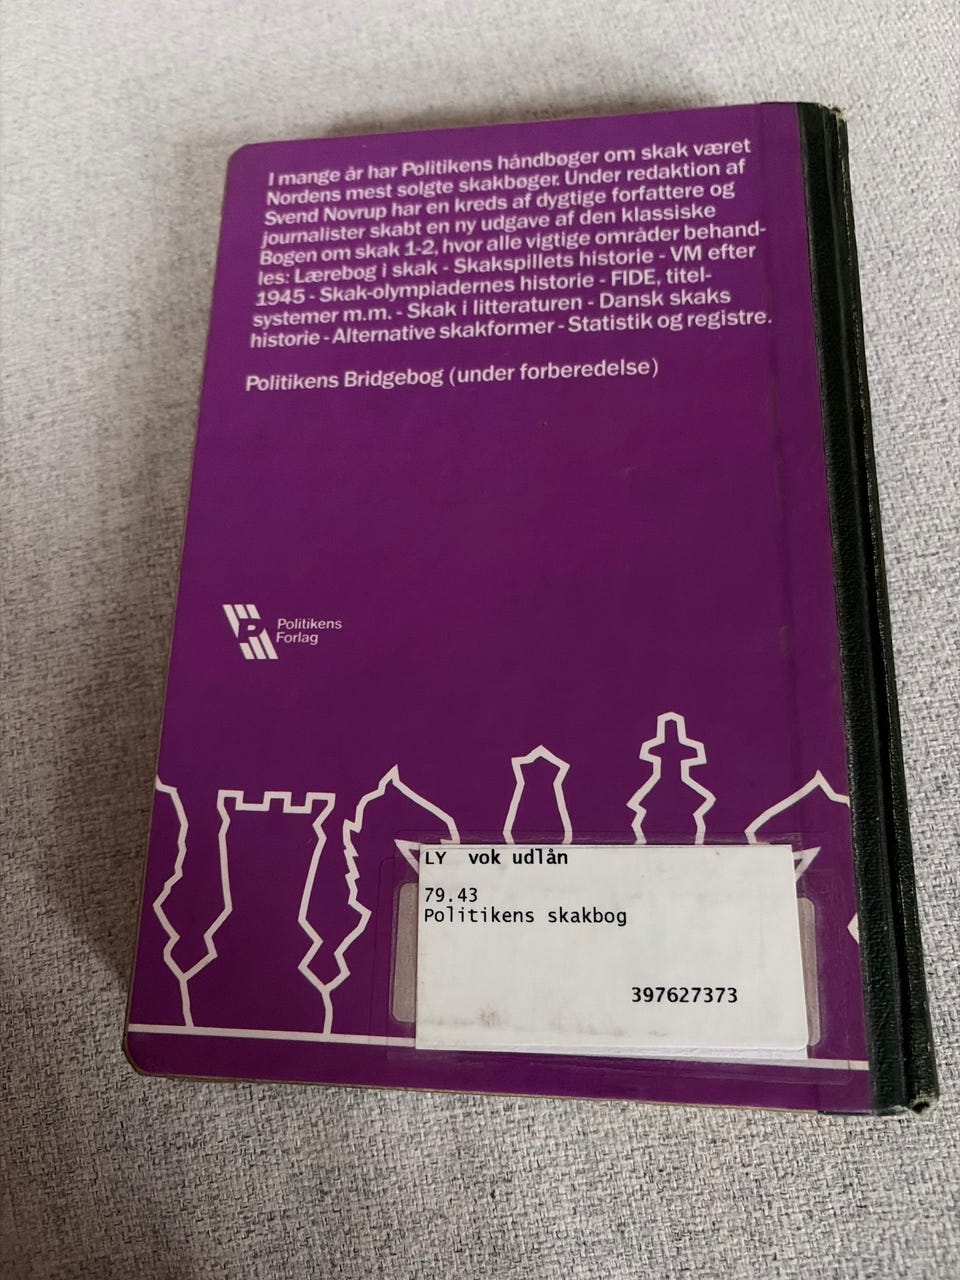 I mange år har Politikens håndbøger om skak været
Nordens mest solgte skakbøger. Under redaktion af
Svend Novrup har en kreds af dygtige forfattere og
journalister skabt en ny udgave af den klassiske
Bogen om skak 1-2, hvor alle vigtige områder behand-
les: Lærebog i skak - Skakspillets historie - VM efter
1945 - Skak-olympiadernes historie - FIDE, titel-
systemer m.m. - Skak i litteraturen - Dansk skaks
historie - Alternative skakformer - Statistik og registre.
Politikens Bridgebog (under forberedelse)
P
Politikens
Forlag
LY vok udlån
79.43
Politikens skakbog
397627373